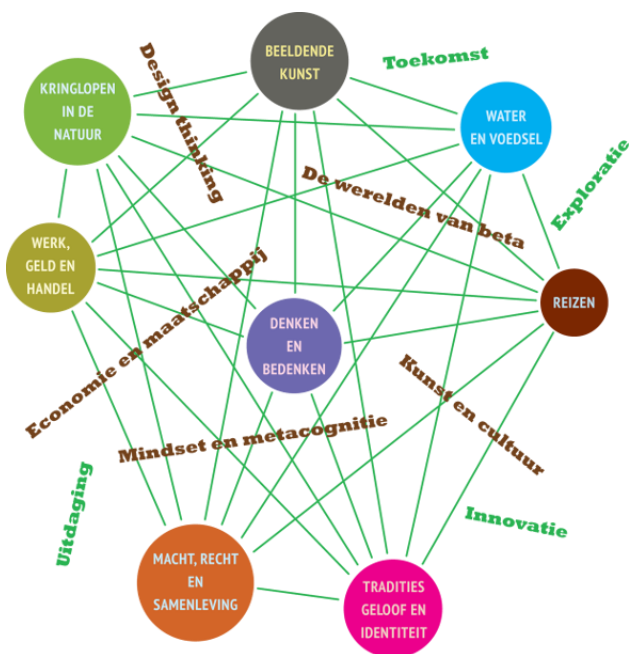 BEELDENDE
KUNST
Toekomst
KRINGLOPEN
IN DE
NATUUR
Design thinking
WATER
EN VOEDSEL
Exploratie
De werelden van beta
WERK,
GELD EN
HANDEL
REIZEN
Economie en maatschappij
DENKEN
EN
BEDENKEN
Kunst en cultuur
Mindset en metacognitie
Uitdaging
Innovatie
MACHT, RECHT
EN
SAMENLEVING
TRADITIES
GELOOF EN
IDENTITEIT